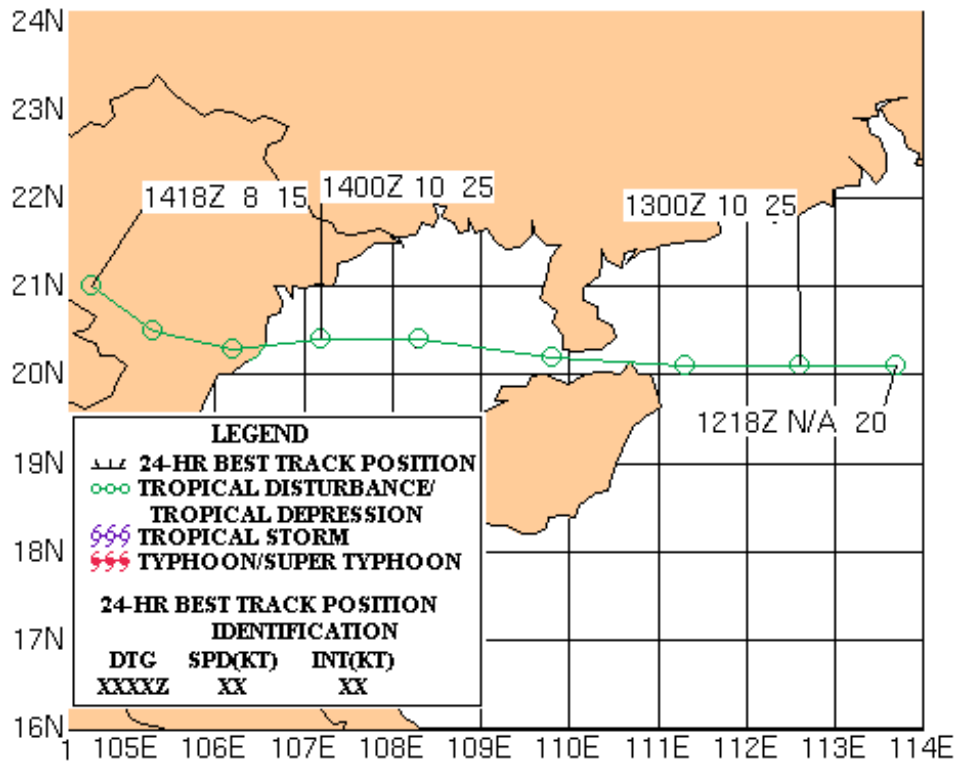 24N
23N
22N
21N
20N
19N
18N
17N
16N
1418Z 8 15
1400Z 10 25
1300Z 10 25
1218Z N/A 20
LEGEND
24-HR BEST TRACK POSITION
TROPICAL DISTURBANCE/
TROPICAL DEPRESSION
TROPICAL STORM
TYPHOON/SUPER TYPHOON
24-HR BEST TRACK POSITION
IDENTIFICATION
DTG SPD(KT) INT(KT)
XXXXZ XX XX
1 105E 106E 107E 108E 109E 110E 111E 112E 113E 114E